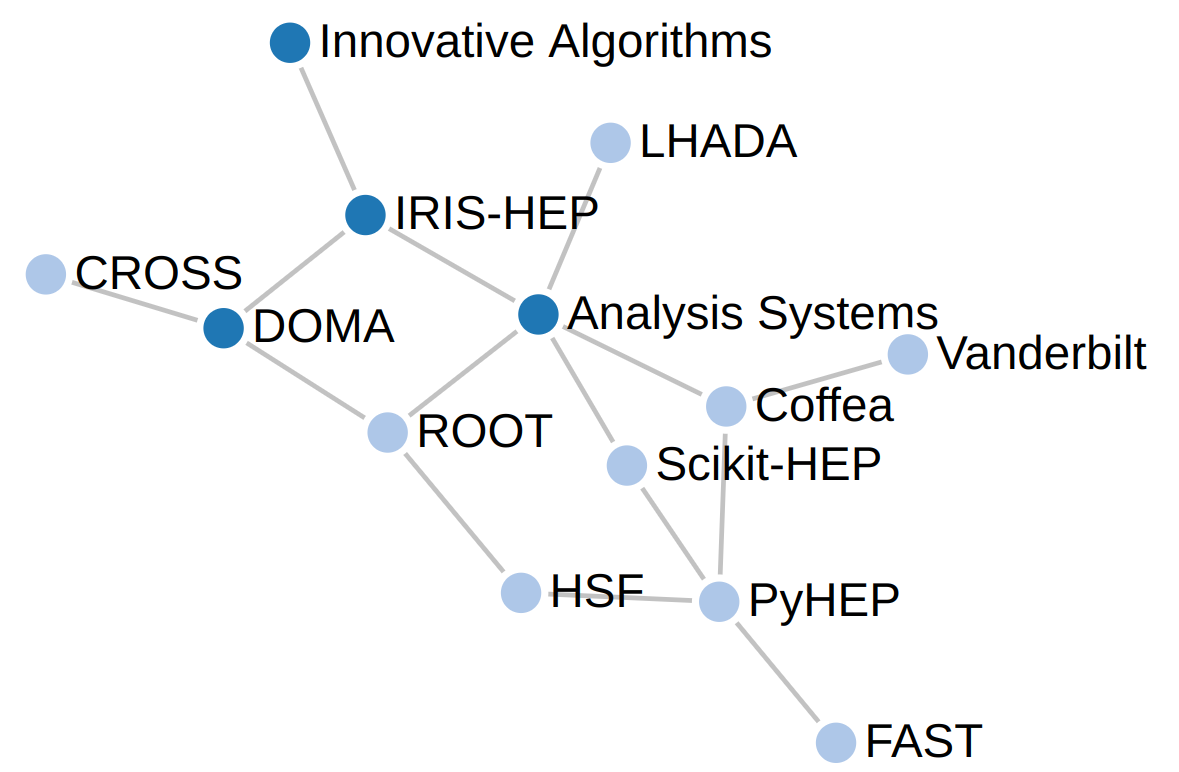 Innovative Algorithms
LHADA
IRIS-HEP
CROSS
Analysis Systems
DOMA
Vanderbilt
Coffea
ROOT
Scikit-HEP
HSF
PyHEP
FAST